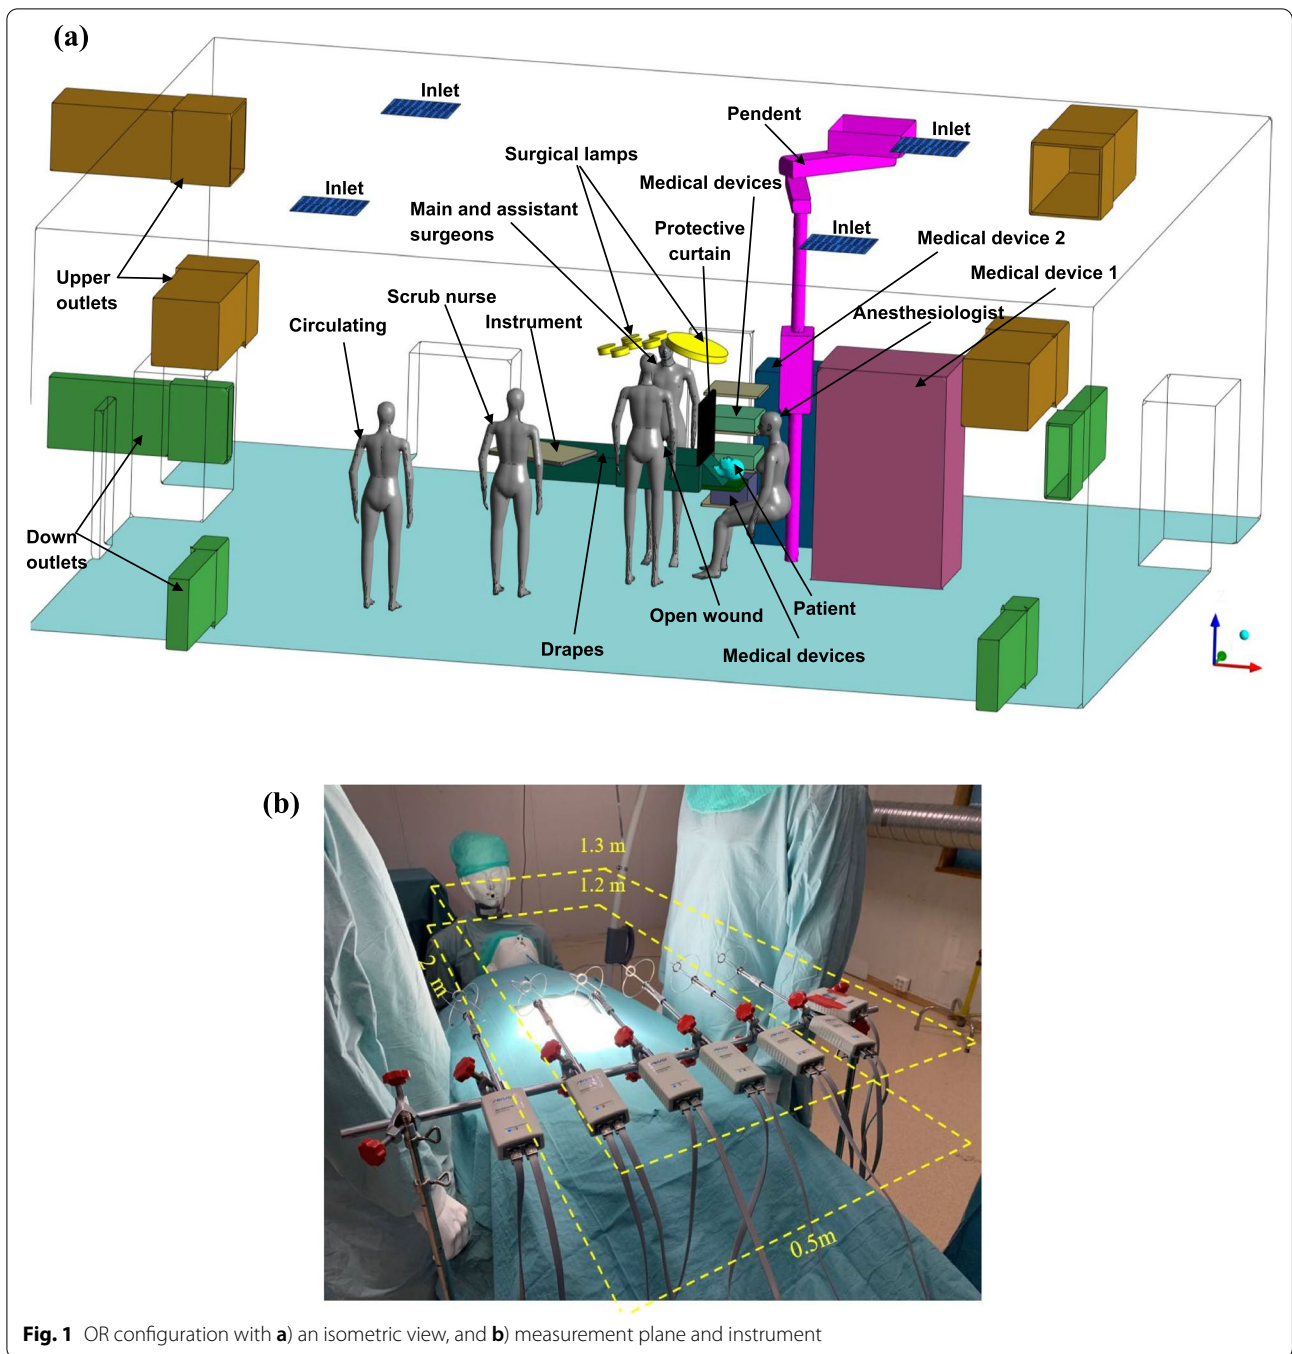 (a)
Inlet
Inlet
Pendent
Inlet
Surgical lamps
Medical devices
Inlet
Main and assistant
surgeons
Protective
curtain
Medical device 2
Medical device 1
Upper
outlets
Scrub nurse
Instrument
Circulating
Anesthesiologist
Down
outlets
Open wound
Patient
Drapes
Medical devices
Z
(b)
1.3 m
1.2 m
2 m
0.5m
Fig. 1 OR configuration with a) an isometric view, and b) measurement plane and instrument